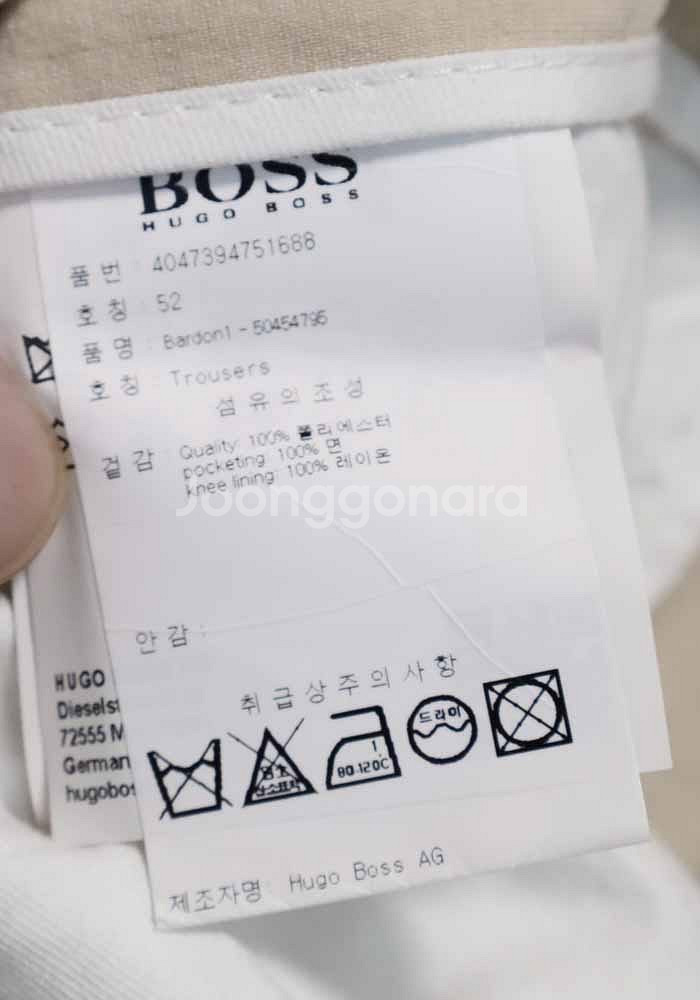 BOSS
HUGO BOSS
품번 : 4047394751688
호칭 : 52
품명 : Bardon1 - 50454795
호칭 : Trousers
섬유의 조성
겉감 Quality: 100% 폴리에스터
pocketing: 100% 면
knee lining: 100% 레이온
Joonggonara
안감 :
취급상주의사항
염소
산소표백
1
80-120℃
드라이
HUGO
Diesels
72555 M
German
hugobos
제조자명: Hugo Boss AG